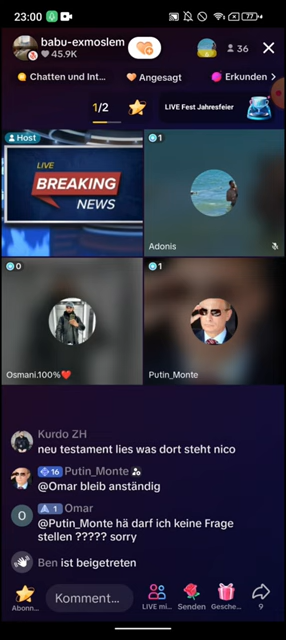 23:00
77
babu-exmoslem
45.9K
36
Chatten und Int...
Angesagt
Erkunden
1/2
LIVE Fest Jahresfeier
Host
LIVE
BREAKING
NEWS
1
Adonis
0
Osmani.100%❤️
1
Putin_Monte
Kurdo ZH
neu testament lies was dort steht nico
16 Putin_Monte
@Omar bleib anständig
O
1 Omar
@Putin_Monte hä darf ich keine Frage
stellen ????? sorry
Ben ist beigetreten
Abonn...
Komment...
LIVE mi...
Senden
Gesche...
9